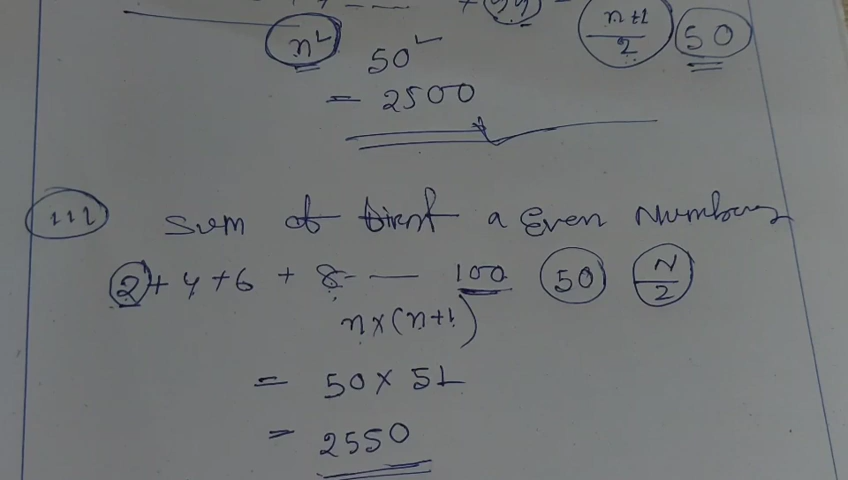 n² 50² n+1/2 50
= 2500
iii Sum of first n Even Numbers
2 + 4 + 6 + 8 - — 100 50 N/2
n×(n+1)
= 50 × 51
= 2550